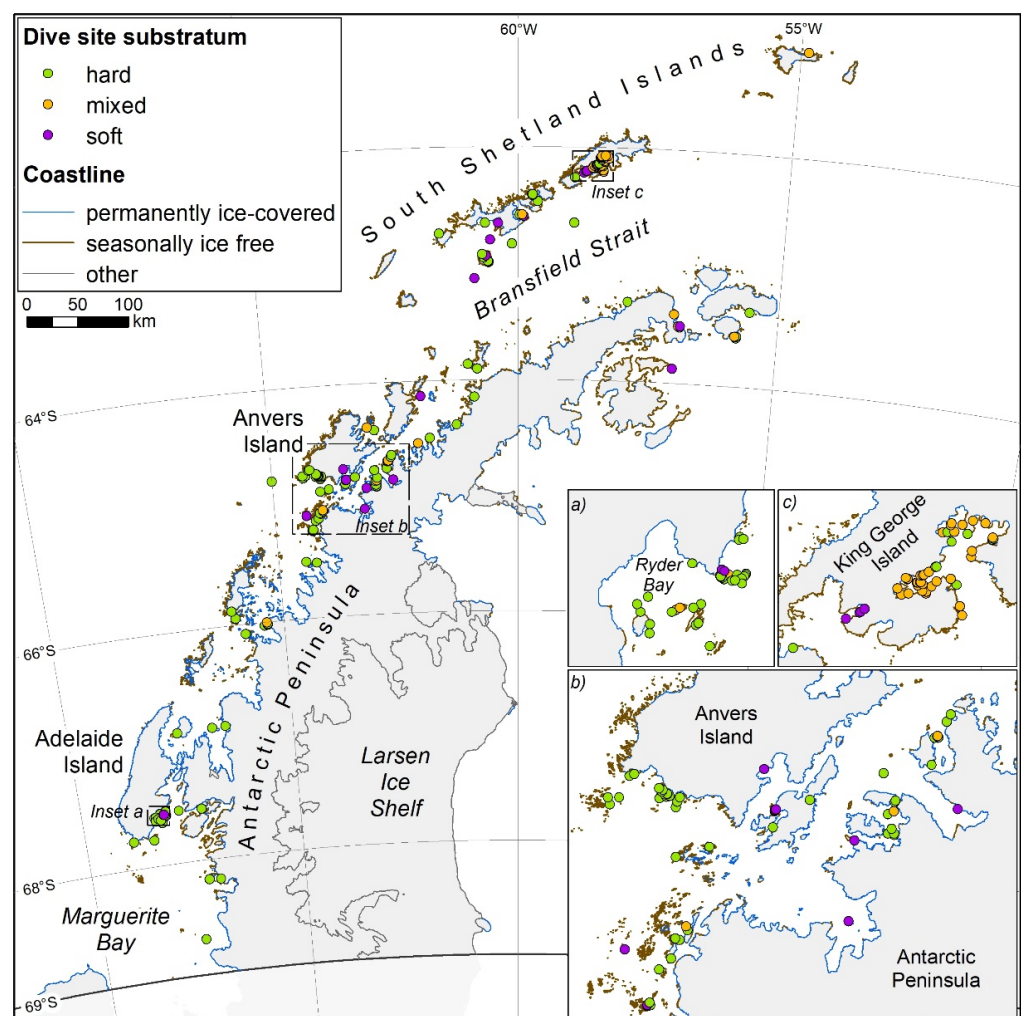 60°W
55°W
Dive site substratum
hard
mixed
soft
Coastline
permanently ice-covered
seasonally ice free
other
0 50 100
km
South Shetland Islands
Inset c
Bransfield Strait
64°S
Anvers
Island
Inset b
66°S
Antarctic Peninsula
Adelaide
Island
Larsen
Ice
Shelf
Inset a
68°S
Marguerite
Bay
69°S
a)
Ryder
Bay
c)
King George
Island
b)
Anvers
Island
Antarctic
Peninsula